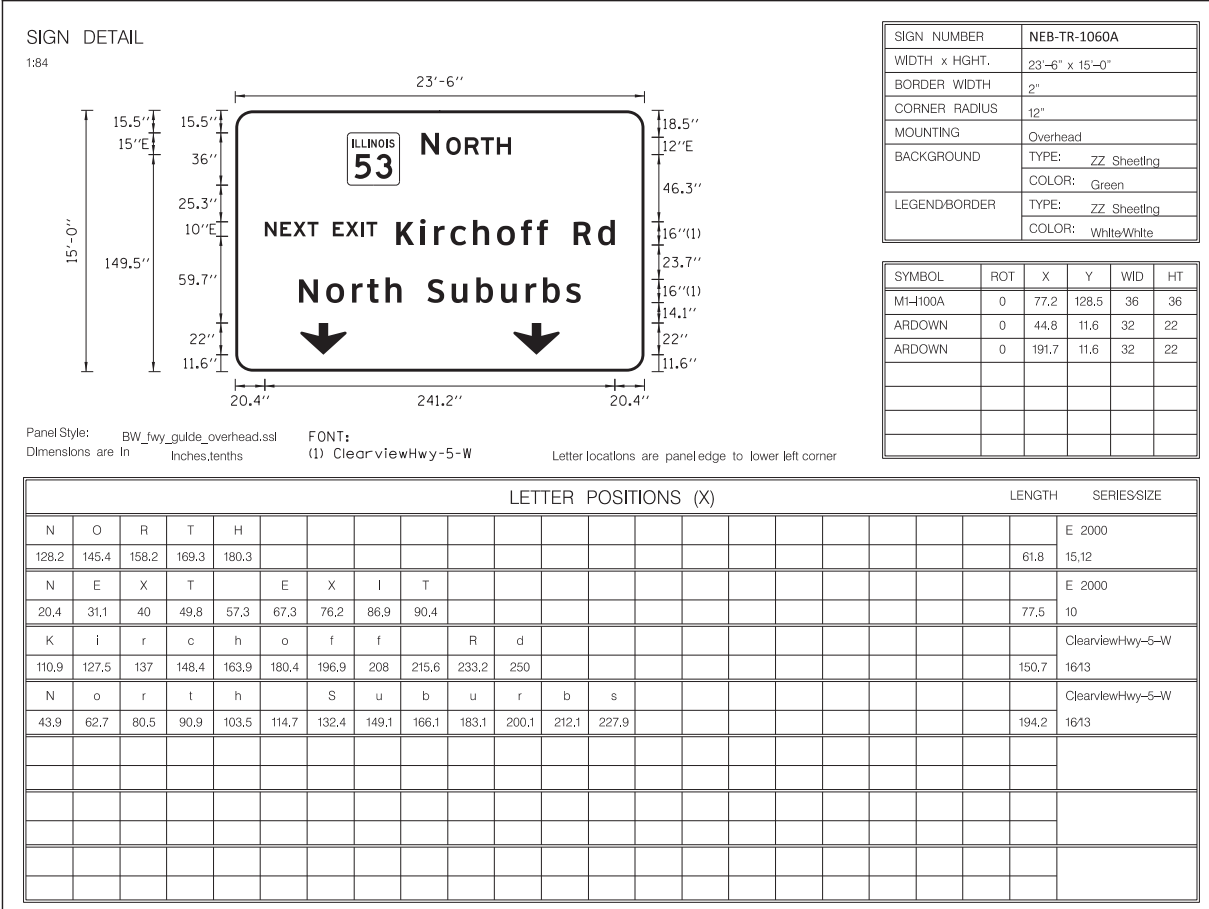 SIGN DETAIL
1:84
23'-6''
15'-0''
15.5''
15''E
149.5''
15.5''
36''
25.3''
10''E
59.7''
22''
11.6''
ILLINOIS
53
NORTH
NEXT EXIT Kirchoff Rd
North Suburbs
18.5''
12''E
46.3''
16''(1)
23.7''
16''(1)
14.1''
22''
11.6''
20.4'' 241.2'' 20.4''
Panel Style: BW_fwy_guide_overhead.ssl
Dimensions are in Inches.tenths
FONT:
(1) ClearviewHwy-5-W
Letter locations are panel edge to lower left corner
SIGN NUMBER NEB-TR-1060A
WIDTH x HGHT. 23'-6" x 15'-0"
BORDER WIDTH 2"
CORNER RADIUS 12"
MOUNTING Overhead
BACKGROUND TYPE: ZZ Sheeting
COLOR: Green
LEGEND/BORDER TYPE: ZZ Sheeting
COLOR: White/White
SYMBOL ROT X Y WID HT
M1-I100A 0 77.2 128.5 36 36
ARDOWN 0 44.8 11.6 32 22
ARDOWN 0 191.7 11.6 32 22
LETTER POSITIONS (X) LENGTH SERIES/SIZE
N O R T H E 2000
128.2 145.4 158.2 169.3 180.3 61.8 15,12
N E X T E X I T E 2000
20.4 31.1 40 49.8 57.3 67.3 76.2 86.9 90.4 77.5 10
K i r c h o f f R d ClearviewHwy-5-W
110.9 127.5 137 148.4 163.9 180.4 196.9 208 215.6 233.2 250 150.7 16/13
N o r t h S u b u r b s ClearviewHwy-5-W
43.9 62.7 80.5 90.9 103.5 114.7 132.4 149.1 166.1 183.1 200.1 212.1 227.9 194.2 16/13